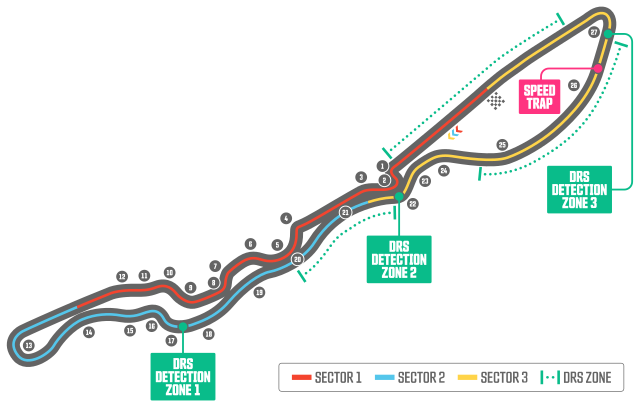 27
SPEED
TRAP
26
25
1
2
3
24
23
DRS
DETECTION
ZONE 3
22
21
4
DRS
DETECTION
ZONE 2
6
5
20
7
8
19
12
11
10
9
13
14
15
16
17
18
DRS
DETECTION
ZONE 1
SECTOR 1 SECTOR 2 SECTOR 3 DRS ZONE